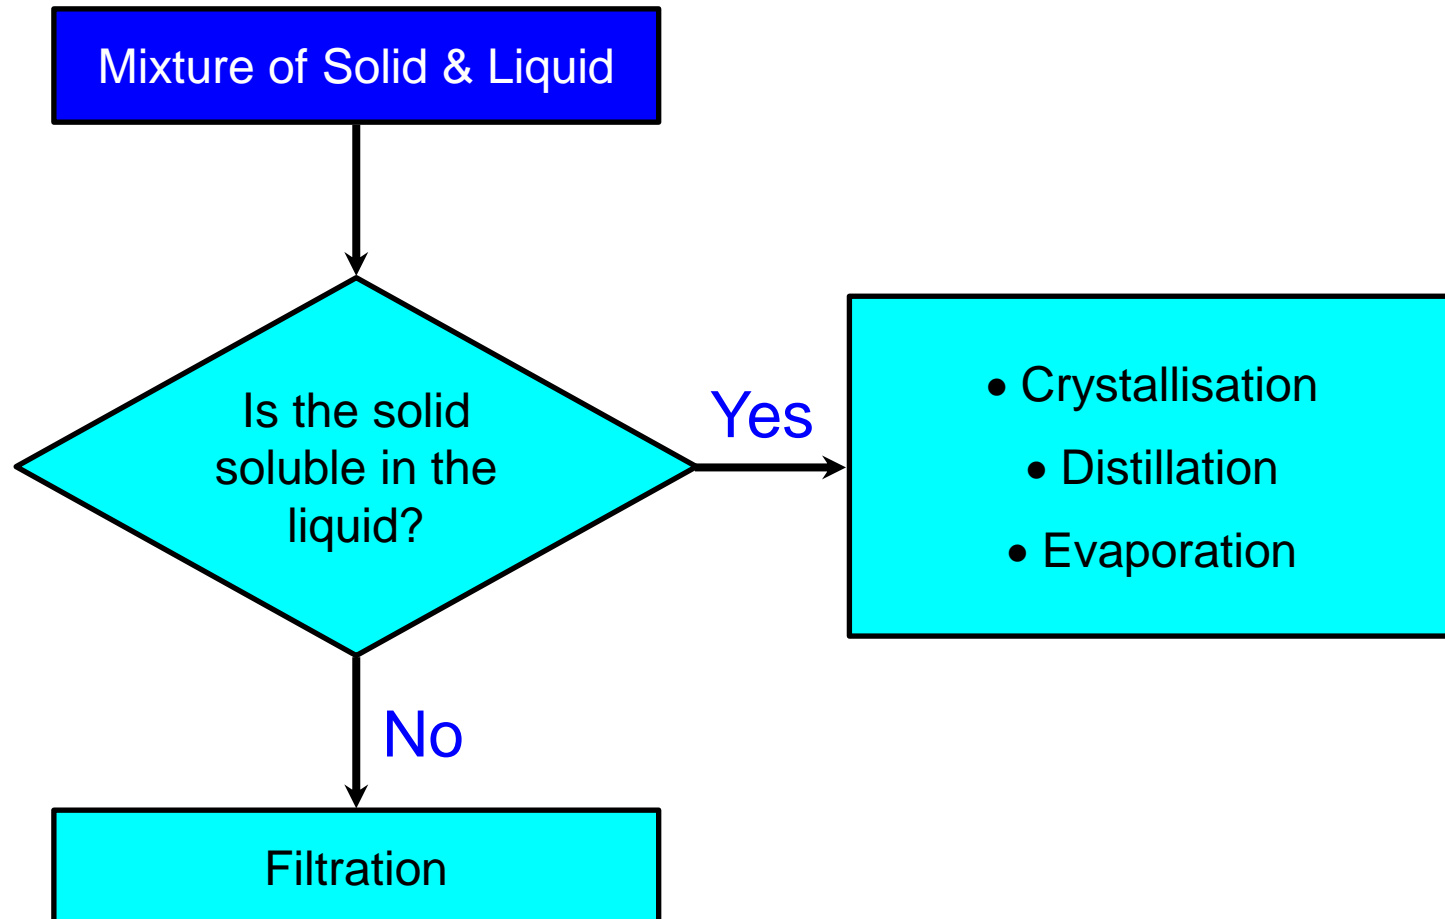 Mixture of Solid & Liquid
Is the solid
soluble in the
liquid?
Yes
• Crystallisation
• Distillation
• Evaporation
No
Filtration